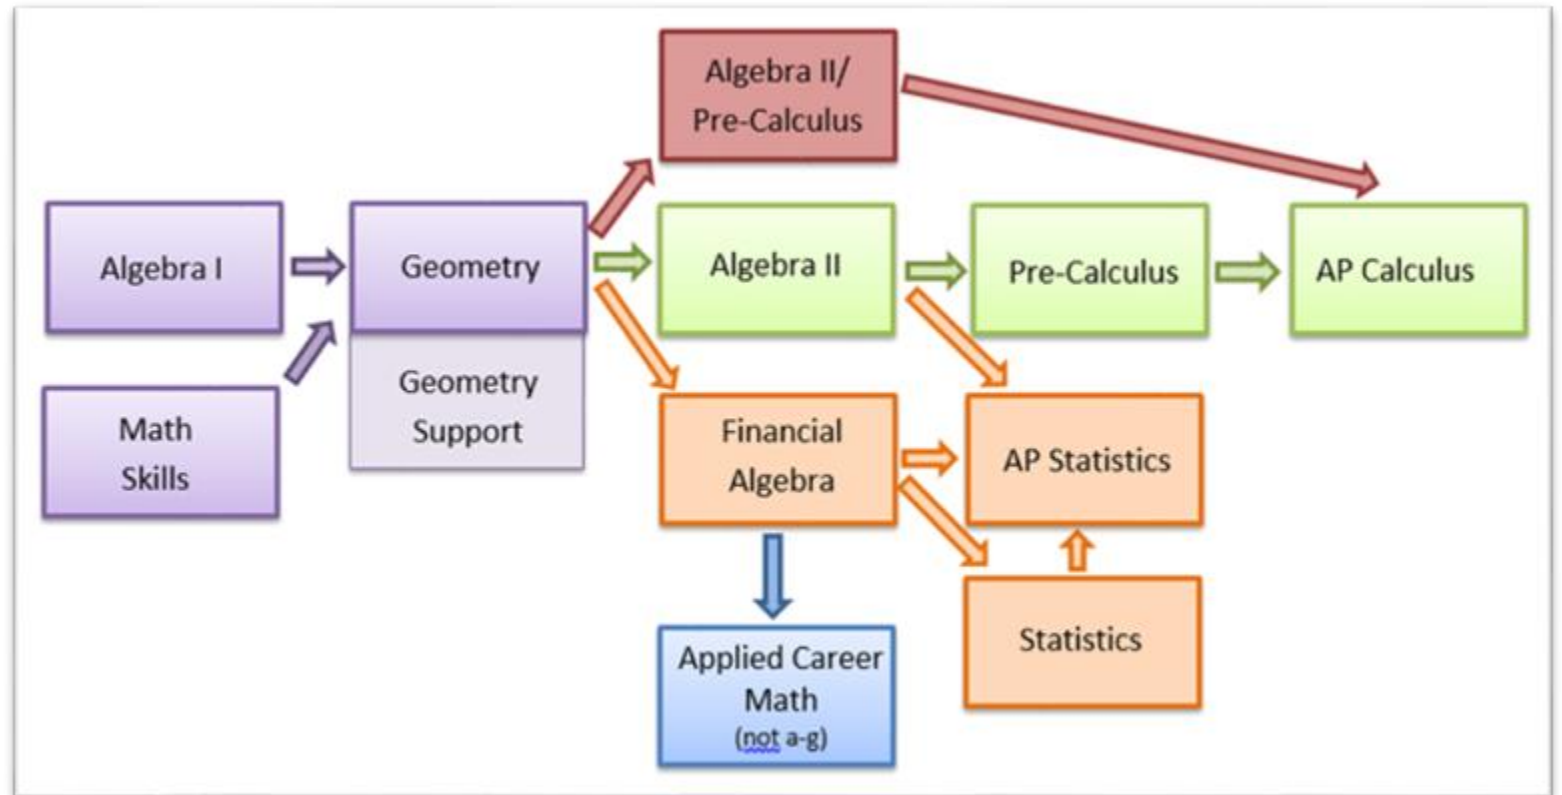 Algebra II/
Pre-Calculus
Algebra I
Geometry
Algebra II
Pre-Calculus
AP Calculus
Geometry
Support
Math
Skills
Financial
Algebra
AP Statistics
Statistics
Applied Career
Math
(not a-g)